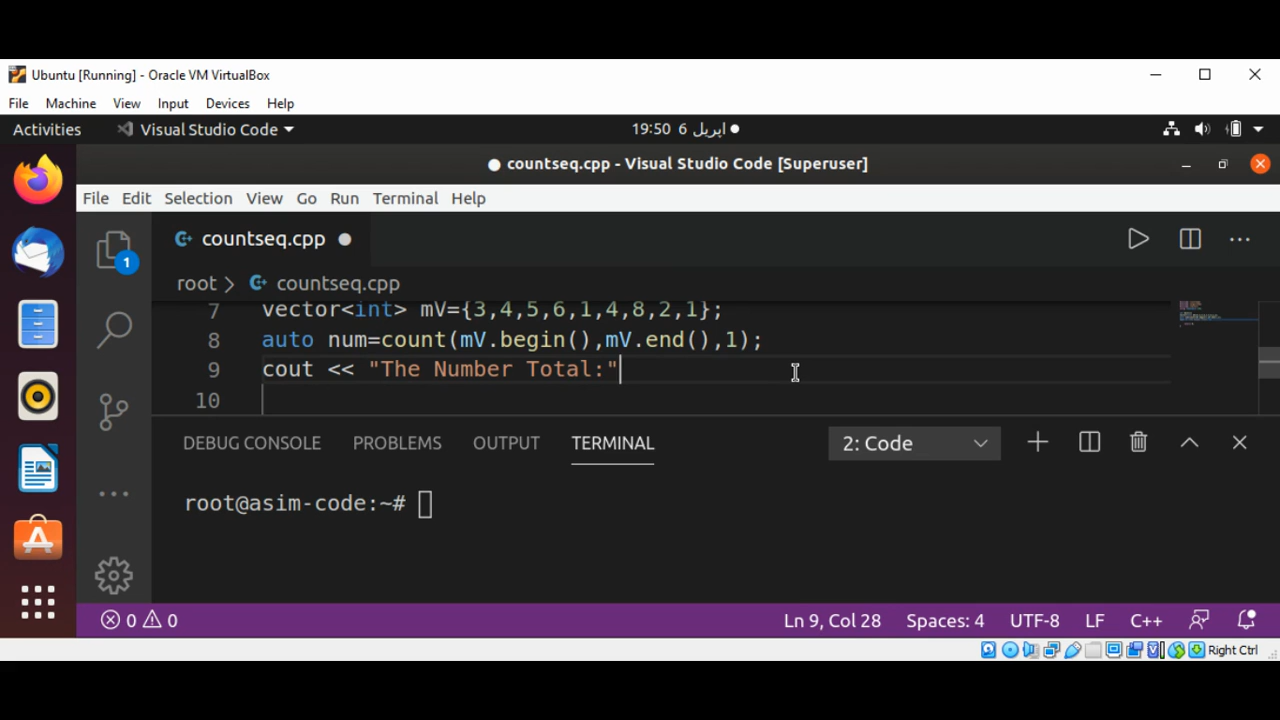 Ubuntu [Running] - Oracle VM VirtualBox
File Machine View Input Devices Help
Activities Visual Studio Code 19:50 6 اپریل
countseq.cpp - Visual Studio Code [Superuser]
File Edit Selection View Go Run Terminal Help
countseq.cpp
1
root > countseq.cpp
7 vector<int> mV={3,4,5,6,1,4,8,2,1};
8 auto num=count(mV.begin(),mV.end(),1);
9 cout << "The Number Total:"
10
DEBUG CONSOLE PROBLEMS OUTPUT TERMINAL 2: Code
root@asim-code:~#
0 0 Ln 9, Col 28 Spaces: 4 UTF-8 LF C++
Right Ctrl